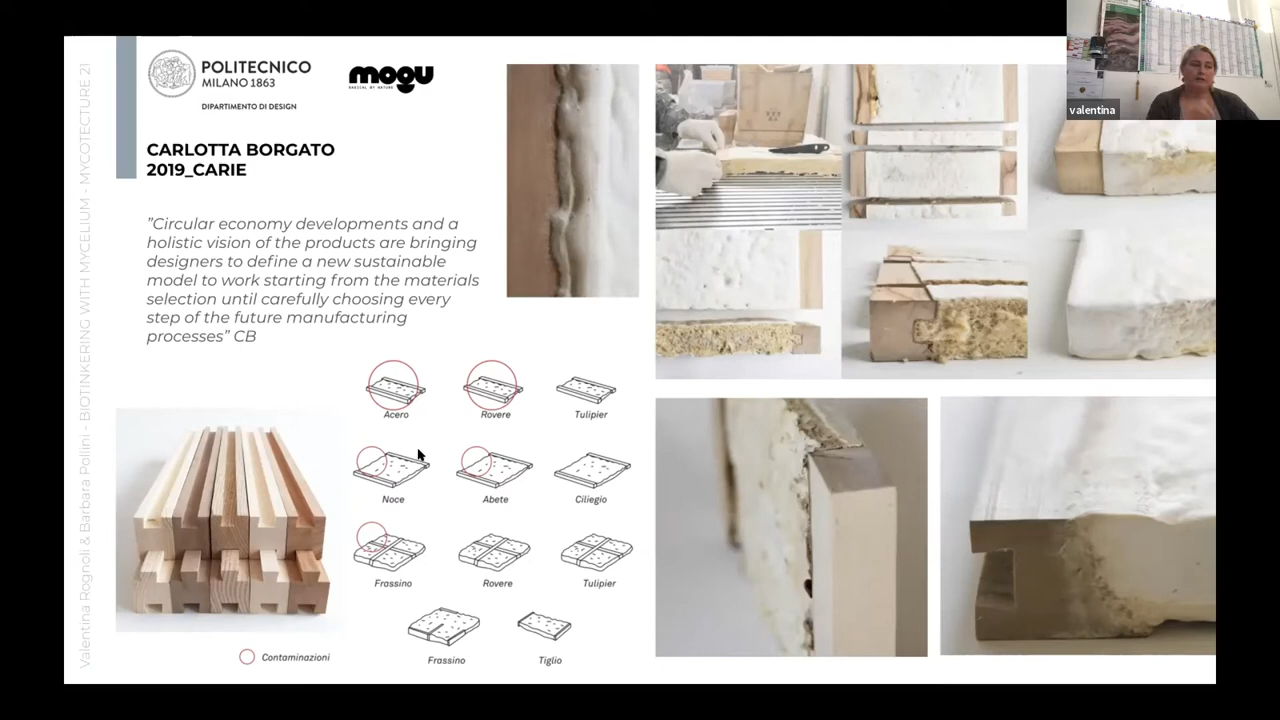 POLITECNICO
MILANO 1863
DIPARTIMENTO DI DESIGN
mogu
RADICAL BY NATURE
CARLOTTA BORGATO
2019_CARIE
"Circular economy developments and a
holistic vision of the products are bringing
designers to define a new sustainable
model to work starting from the materials
selection until carefully choosing every
step of the future manufacturing
processes" CB
Acero
Rovere
Tulipier
Noce
Abete
Ciliegio
Frassino
Rovere
Tulipier
Frassino
Tiglio
Contaminazioni
Valentina Rognoli & Barbara Pollini - BIOTINKERING WITH MYCELIUM - MYCOTECTURE 21
valentina